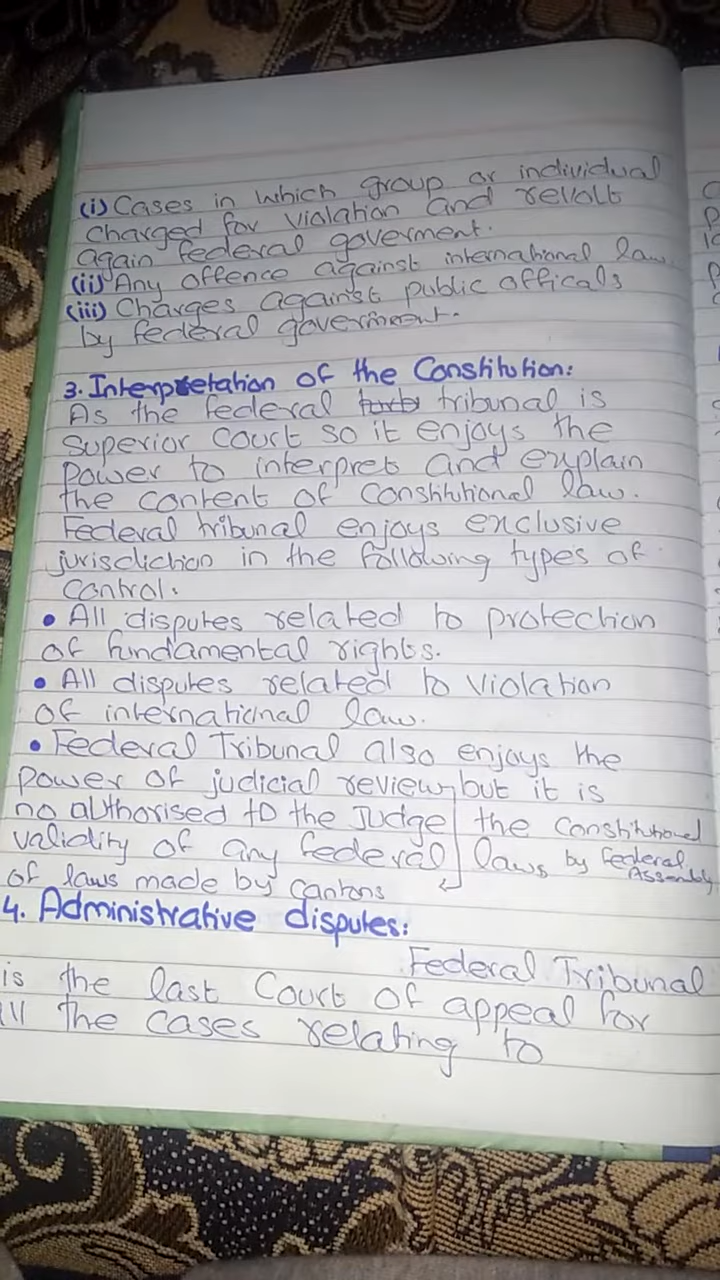 (i) Cases in which group or individual
charged for violation and revolt
again federal goverment.
(ii) Any offence against international law.
(iii) Charges against public officals
by federal goverment.
3. Interpretation of the Constitution:
As the federal tribunal is
superior court so it enjoys the
power to interpret and explain
the content of constitutional law.
Federal tribunal enjoys exclusive
jurisdiction in the following types of
control.
• All disputes related to protection
of fundamental rights.
• All disputes related to violation
of international law.
• Federal Tribunal also enjoys the
power of judicial review, but it is
no authorised to the Judge the constitutional
validity of any federal laws by Federal
Assembly
of laws made by cantons
4. Administrative disputes:
Federal Tribunal
is the last court of appeal for
all the cases relating to